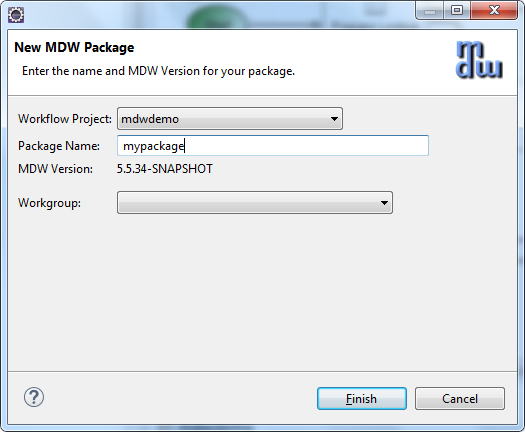 New MDW Package
Enter the name and MDW Version for your package.
mdw
Workflow Project: mdwdemo
Package Name: mypackage
MDW Version: 5.5.34-SNAPSHOT
Workgroup:
?
Finish Cancel